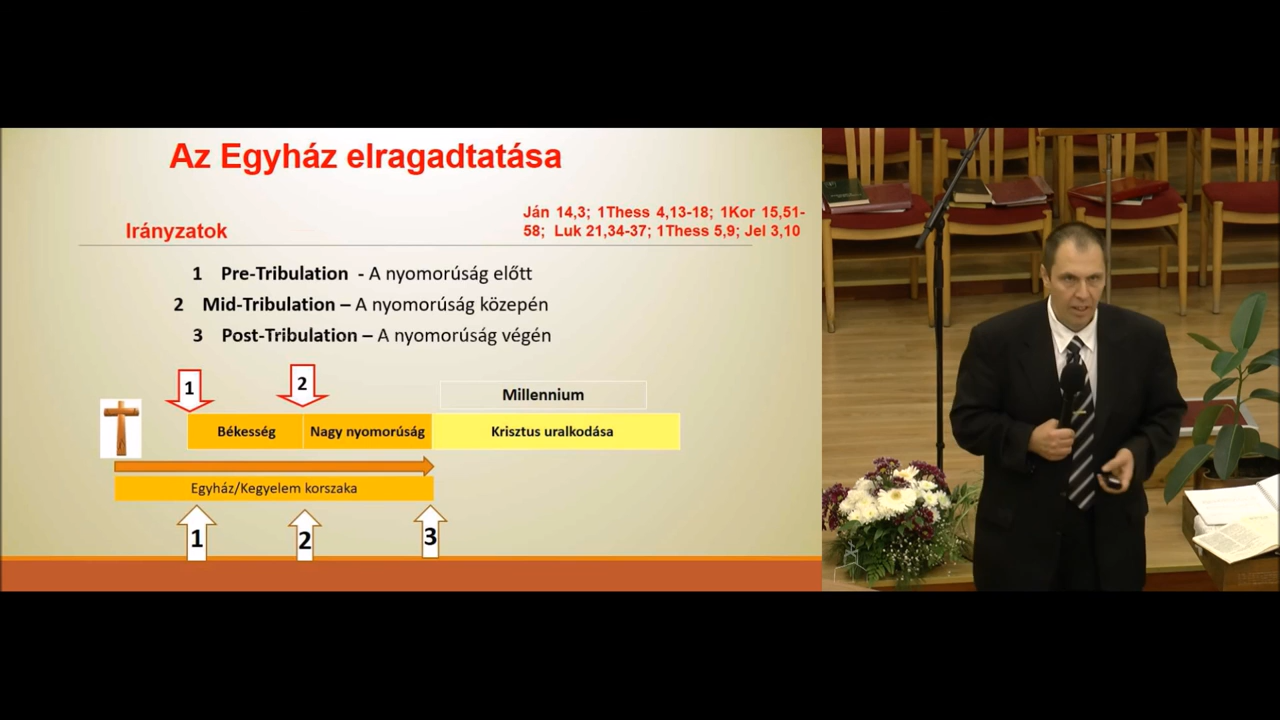 Az Egyház elragadtatása
Irányzatok
Ján 14,3; 1Thess 4,13-18; 1Kor 15,51-
58; Luk 21,34-37; 1Thess 5,9; Jel 3,10
1 Pre-Tribulation - A nyomorúság előtt
2 Mid-Tribulation – A nyomorúság közepén
3 Post-Tribulation – A nyomorúság végén
1
2
Millennium
Békesség
Nagy nyomorúság
Krisztus uralkodása
Egyház/Kegyelem korszaka
1
2
3